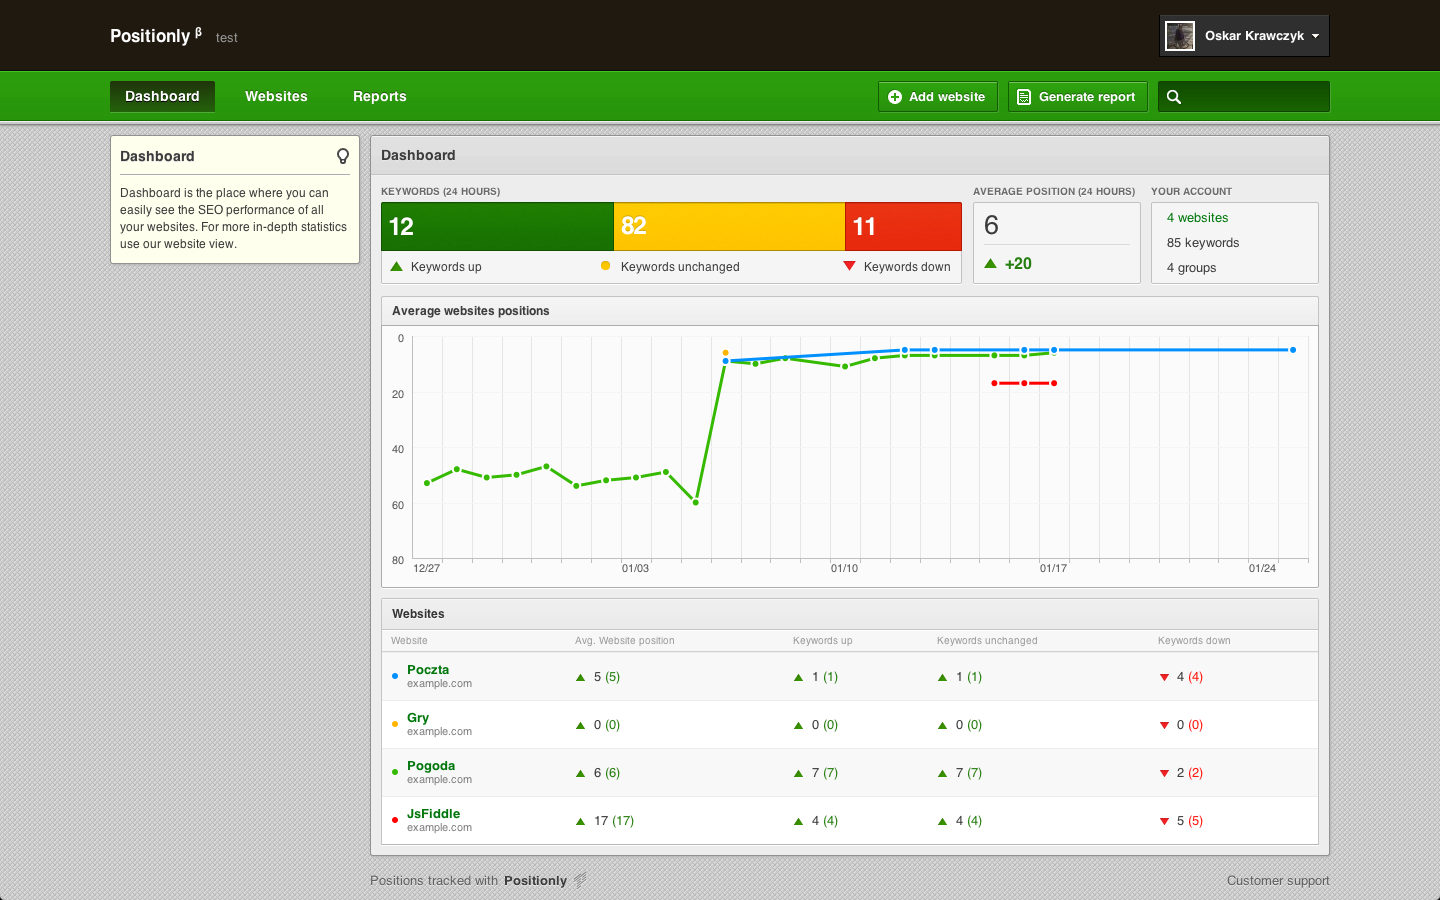 Positionly β test
Oskar Krawczyk
Dashboard Websites Reports
Add website Generate report
Dashboard
Dashboard is the place where you can
easily see the SEO performance of all
your websites. For more in-depth statistics
use our website view.
Dashboard
KEYWORDS (24 HOURS)
12 82 11
Keywords up Keywords unchanged Keywords down
AVERAGE POSITION (24 HOURS)
6
+20
YOUR ACCOUNT
4 websites
85 keywords
4 groups
Average websites positions
0
20
40
60
80
12/27 01/03 01/10 01/17 01/24
Websites
Website Avg. Website position Keywords up Keywords unchanged Keywords down
Poczta
example.com
5 (5) 1 (1) 1 (1) 4 (4)
Gry
example.com
0 (0) 0 (0) 0 (0) 0 (0)
Pogoda
example.com
6 (6) 7 (7) 7 (7) 2 (2)
JsFiddle
example.com
17 (17) 4 (4) 4 (4) 5 (5)
Positions tracked with Positionly
Customer support